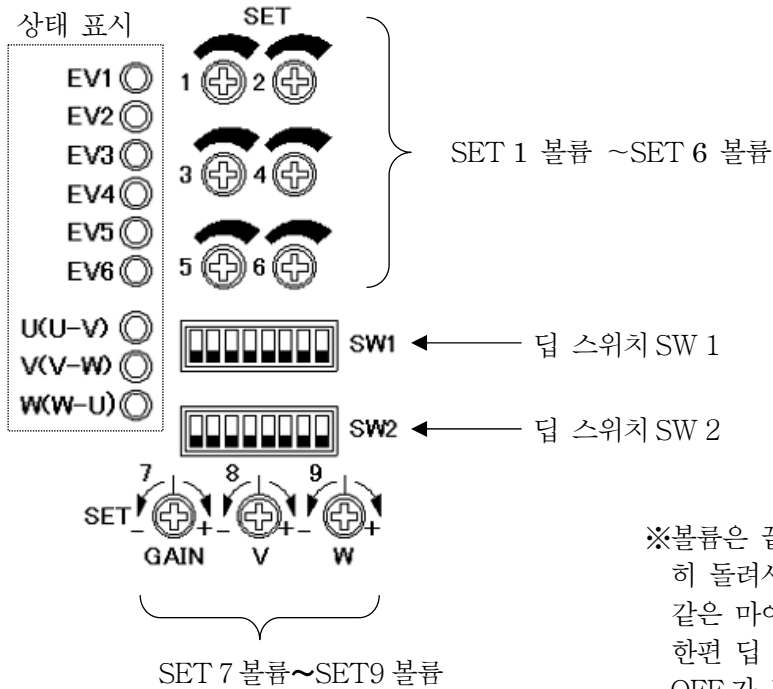 상태 표시
SET
EV1 1 2
SET 1 볼륨 ~SET 6 볼륨
EV2
EV3
3 4
EV4
EV5
EV6 5 6
U(U-V)
SW1 딥 스위치 SW 1
V(V-W)
W(W-U)
SW2 딥 스위치 SW 2
7 8 9
SET - + - + - +
GAIN V W
※볼륨은
히 돌려
같은
한편 딥
SET 7 볼륨~SET9 볼륨